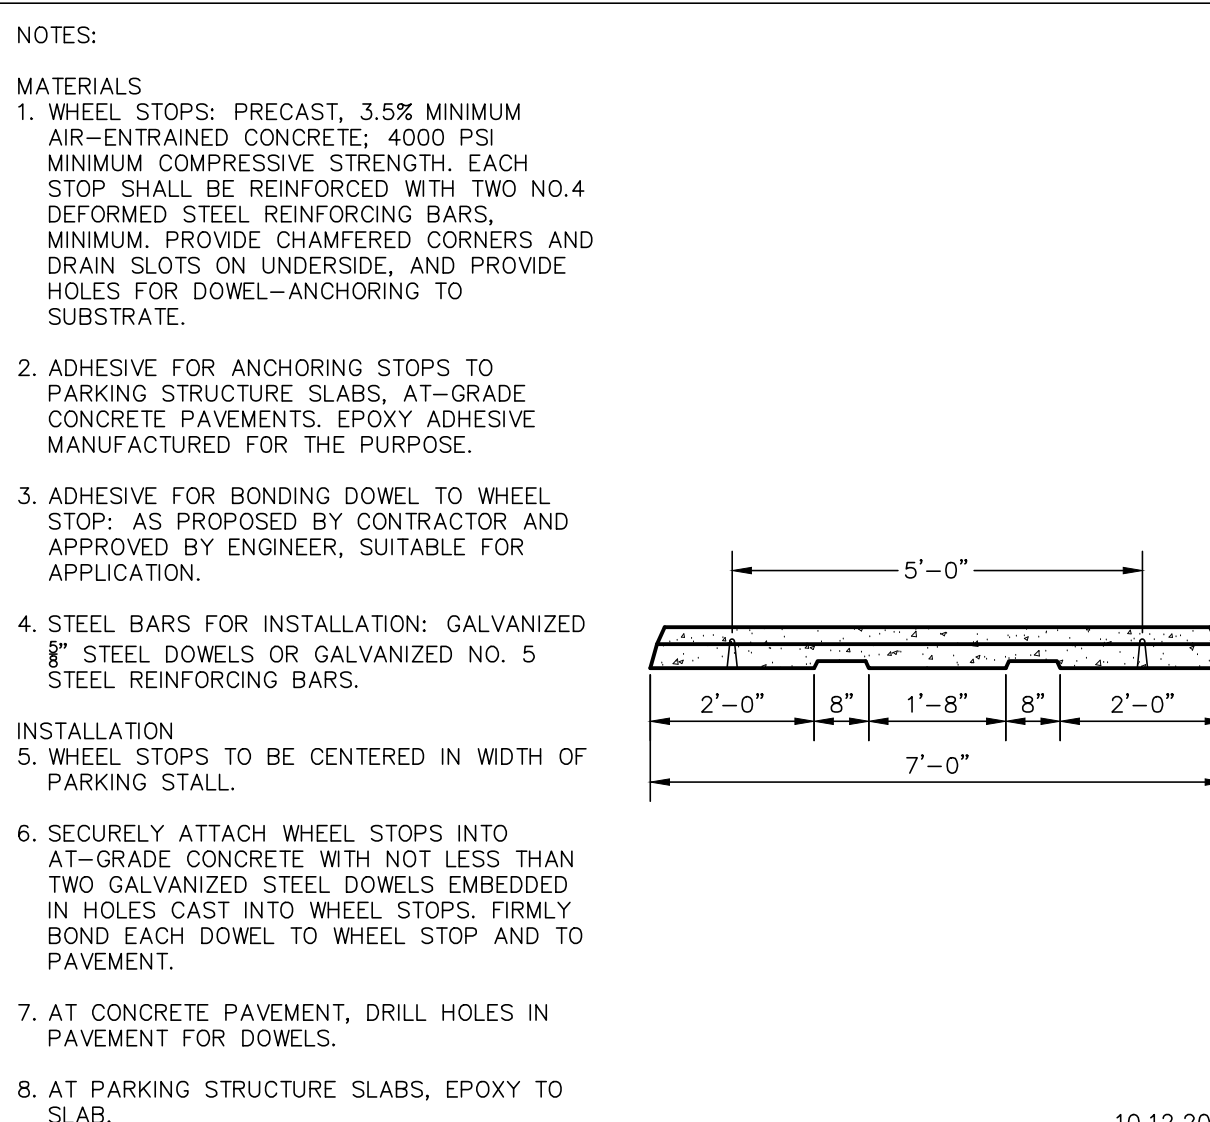 NOTES:
MATERIALS
1. WHEEL STOPS: PRECAST, 3.5% MINIMUM
AIR-ENTRAINED CONCRETE; 4000 PSI
MINIMUM COMPRESSIVE STRENGTH. EACH
STOP SHALL BE REINFORCED WITH TWO NO.4
DEFORMED STEEL REINFORCING BARS,
MINIMUM. PROVIDE CHAMFERED CORNERS AND
DRAIN SLOTS ON UNDERSIDE, AND PROVIDE
HOLES FOR DOWEL-ANCHORING TO
SUBSTRATE.
2. ADHESIVE FOR ANCHORING STOPS TO
PARKING STRUCTURE SLABS, AT-GRADE
CONCRETE PAVEMENTS. EPOXY ADHESIVE
MANUFACTURED FOR THE PURPOSE.
3. ADHESIVE FOR BONDING DOWEL TO WHEEL
STOP: AS PROPOSED BY CONTRACTOR AND
APPROVED BY ENGINEER, SUITABLE FOR
APPLICATION.
4. STEEL BARS FOR INSTALLATION: GALVANIZED
5/8" STEEL DOWELS OR GALVANIZED NO. 5
STEEL REINFORCING BARS.
INSTALLATION
5. WHEEL STOPS TO BE CENTERED IN WIDTH OF
PARKING STALL.
6. SECURELY ATTACH WHEEL STOPS INTO
AT-GRADE CONCRETE WITH NOT LESS THAN
TWO GALVANIZED STEEL DOWELS EMBEDDED
IN HOLES CAST INTO WHEEL STOPS. FIRMLY
BOND EACH DOWEL TO WHEEL STOP AND TO
PAVEMENT.
7. AT CONCRETE PAVEMENT, DRILL HOLES IN
PAVEMENT FOR DOWELS.
8. AT PARKING STRUCTURE SLABS, EPOXY TO
SLAB.
5'-0"
2'-0" 8" 1'-8" 8" 2'-0"
7'-0"